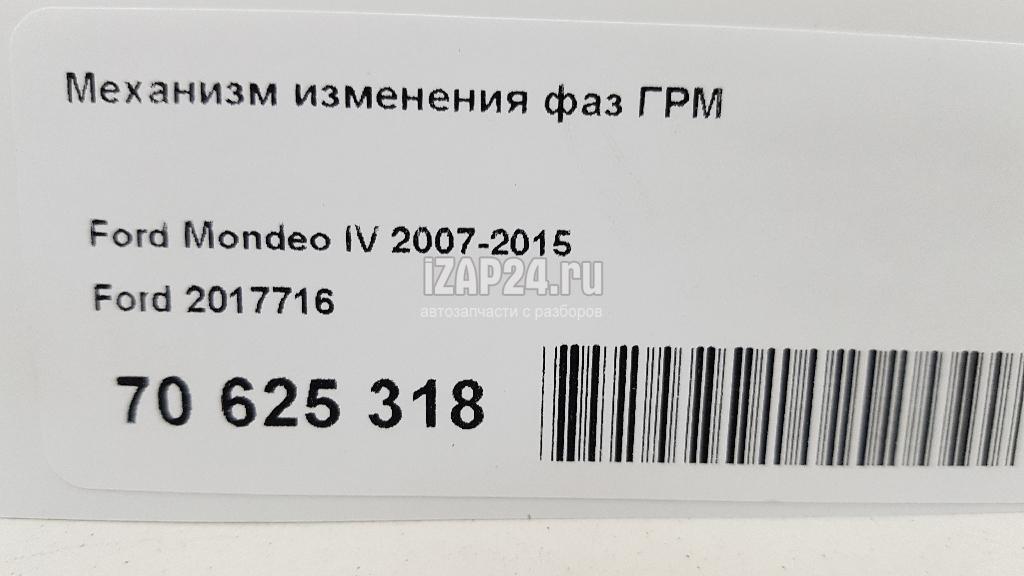 Механизм изменения фаз ГРМ
Ford Mondeo IV 2007-2015
iZAP24.ru
Ford 2017716
автозапчасти с разборов
70 625 318